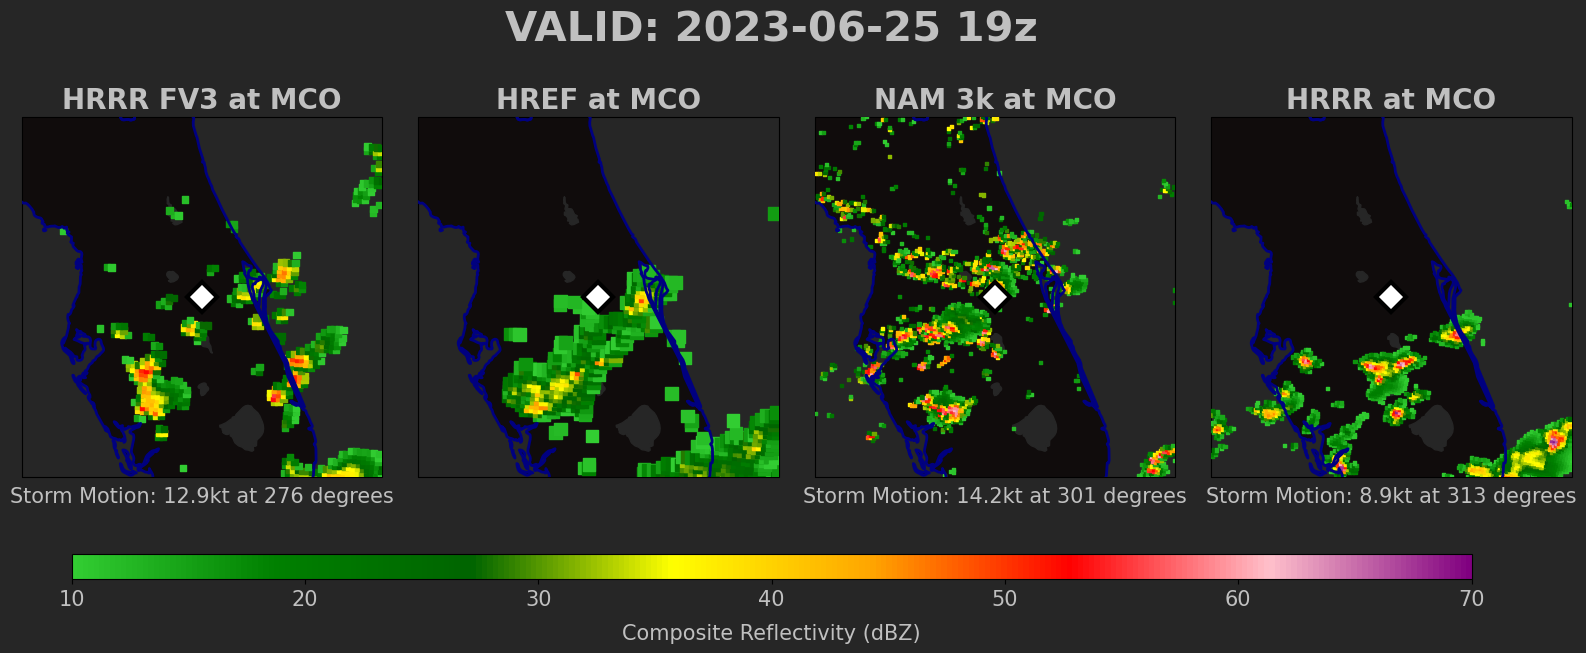 VALID: 2023-06-25 19z
HRRR FV3 at MCO
HREF at MCO
NAM 3k at MCO
HRRR at MCO
Storm Motion: 12.9kt at 276 degrees
Storm Motion: 14.2kt at 301 degrees
Storm Motion: 8.9kt at 313 degrees
10 20 30 40 50 60 70
Composite Reflectivity (dBZ)